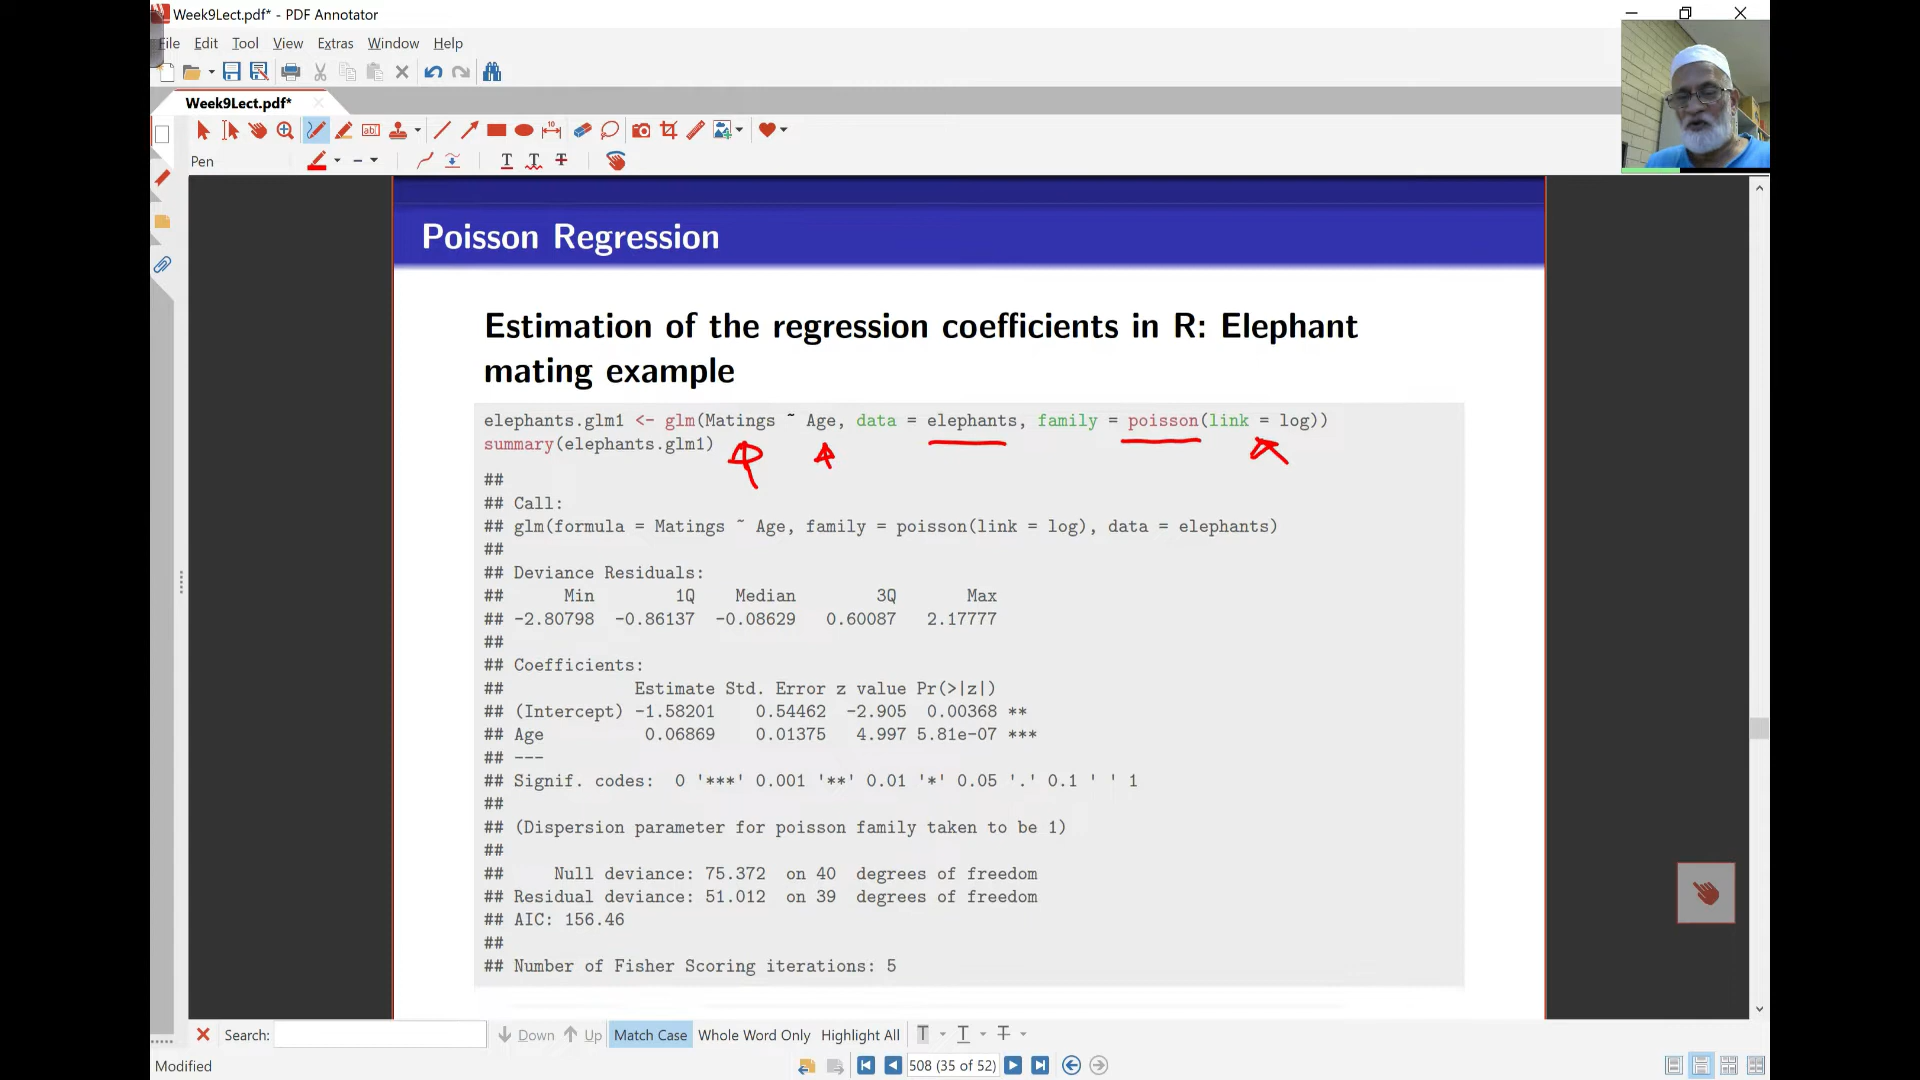 Week9Lect.pdf* - PDF Annotator
File Edit Tool View Extras Window Help
Week9Lect.pdf*
Pen
Poisson Regression
Estimation of the regression coefficients in R: Elephant
mating example
elephants.glm1 <- glm(Matings ~ Age, data = elephants, family = poisson(link = log))
summary(elephants.glm1)
##
## Call:
## glm(formula = Matings ~ Age, family = poisson(link = log), data = elephants)
##
## Deviance Residuals:
##      Min       1Q   Median       3Q      Max
## -2.80798  -0.86137  -0.08629   0.60087  2.17777
##
## Coefficients:
##             Estimate Std. Error z value Pr(>|z|)
## (Intercept) -1.58201    0.54462  -2.905  0.00368 **
## Age          0.06869    0.01375   4.997 5.81e-07 ***
## ---
## Signif. codes:  0 '***' 0.001 '**' 0.01 '*' 0.05 '.' 0.1 ' ' 1
##
## (Dispersion parameter for poisson family taken to be 1)
##
##     Null deviance: 75.372  on 40  degrees of freedom
## Residual deviance: 51.012  on 39  degrees of freedom
## AIC: 156.46
##
## Number of Fisher Scoring iterations: 5
Search: Down Up Match Case Whole Word Only Highlight All
Modified 508 (35 of 52)